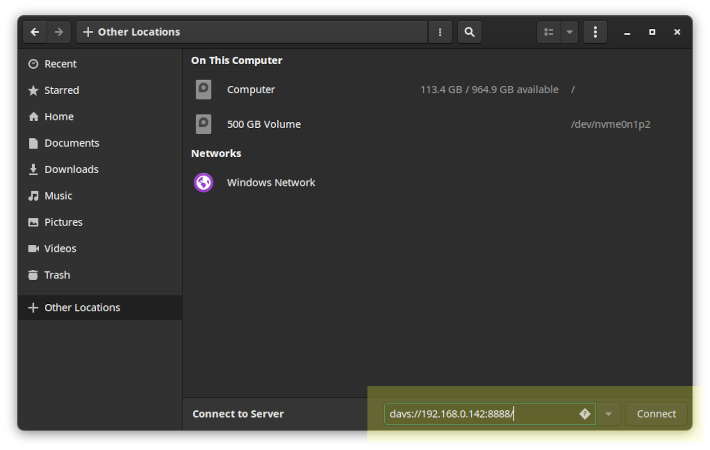 Other Locations
Recent
Starred
Home
Documents
Downloads
Music
Pictures
Videos
Trash
Other Locations
On This Computer
Computer 113.4 GB / 964.9 GB available /
500 GB Volume /dev/nvme0n1p2
Networks
Windows Network
Connect to Server davs://192.168.0.142:8888/ Connect